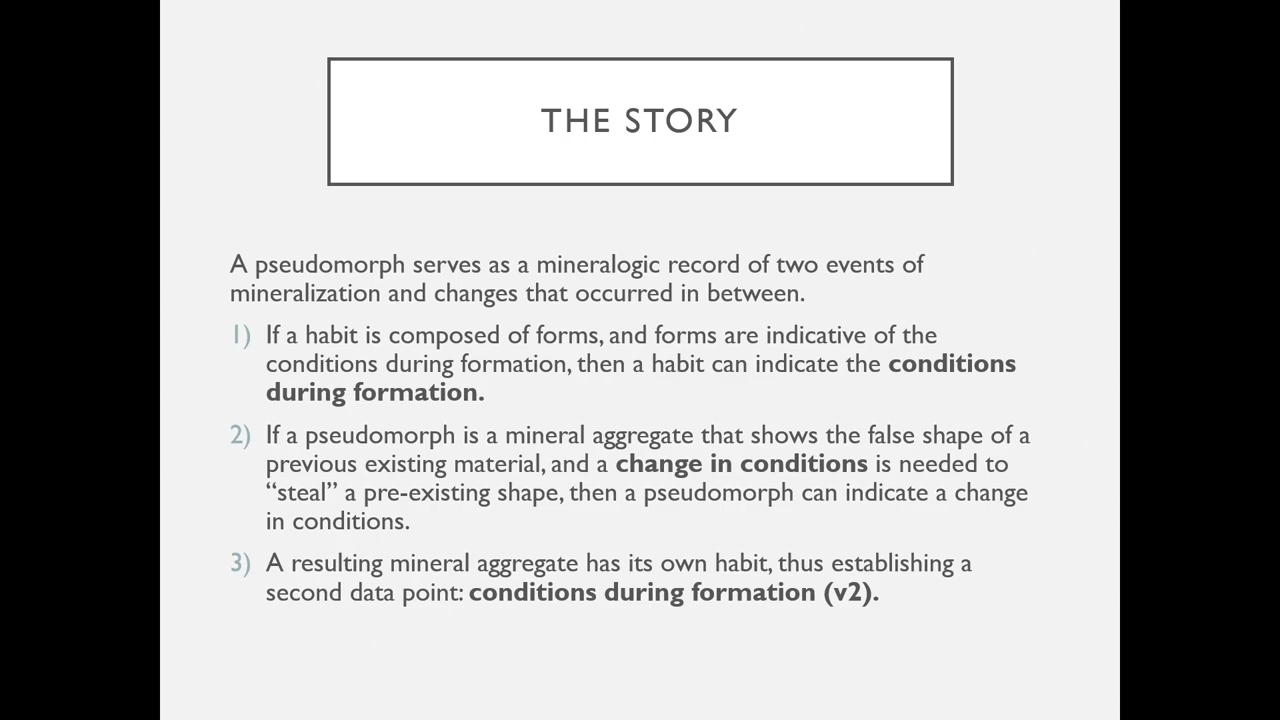 THE STORY
A pseudomorph serves as a mineralogic record of two events of
mineralization and changes that occurred in between.
1) If a habit is composed of forms, and forms are indicative of the
conditions during formation, then a habit can indicate the conditions
during formation.
2) If a pseudomorph is a mineral aggregate that shows the false shape of a
previous existing material, and a change in conditions is needed to
“steal” a pre-existing shape, then a pseudomorph can indicate a change
in conditions.
3) A resulting mineral aggregate has its own habit, thus establishing a
second data point: conditions during formation (v2).